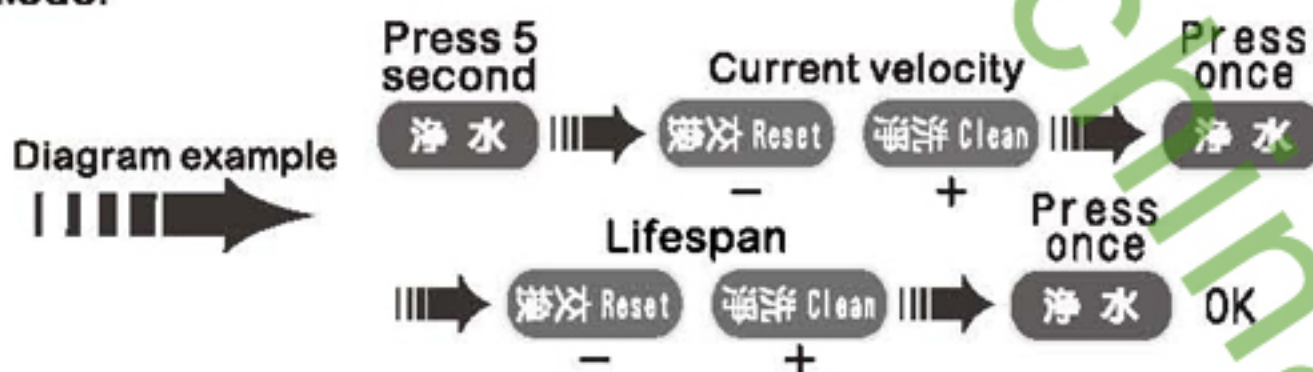 Press 5
second
Current velocity
Press
once
净 水
Reset
Clean
净 水
Diagram example
−
+
Lifespan
Press
once
Reset
Clean
净 水
OK
−
+